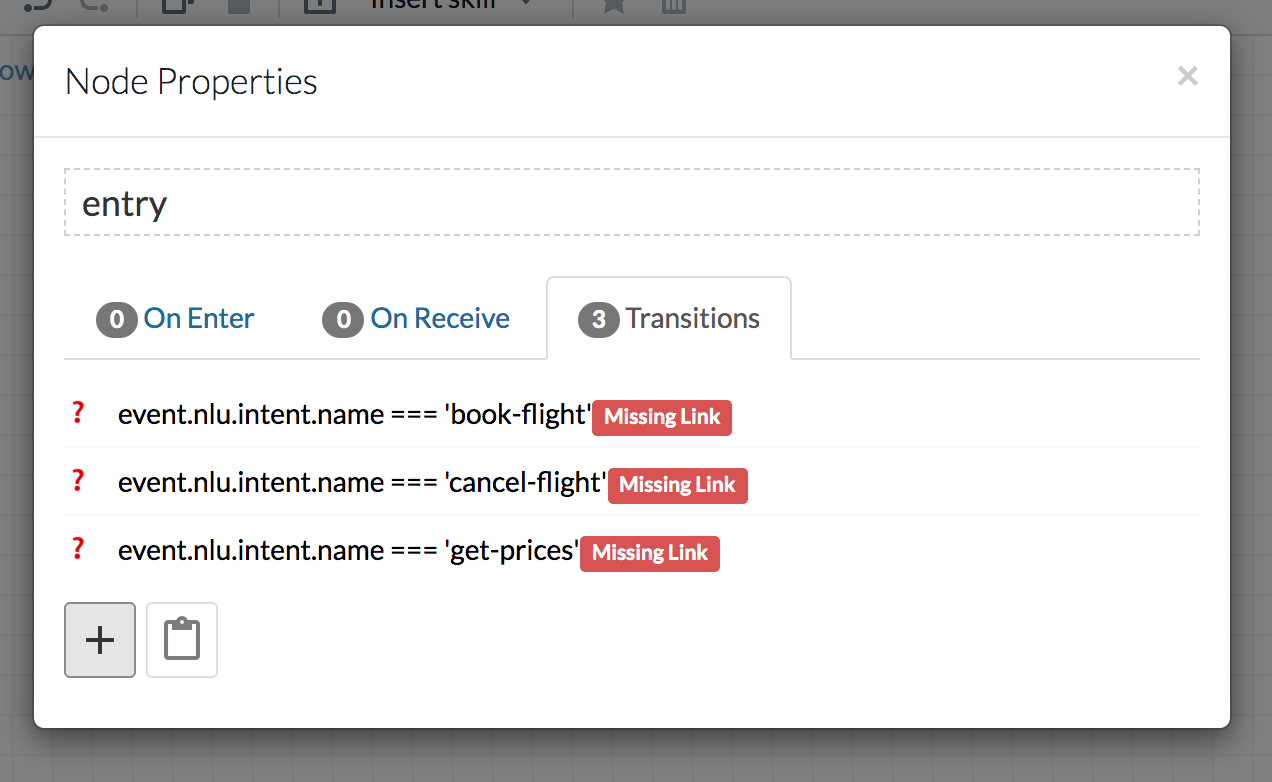 Insert skill
ow
Node Properties
×
entry
0 On Enter 0 On Receive 3 Transitions
? event.nlu.intent.name === 'book-flight' Missing Link
? event.nlu.intent.name === 'cancel-flight' Missing Link
? event.nlu.intent.name === 'get-prices' Missing Link
+